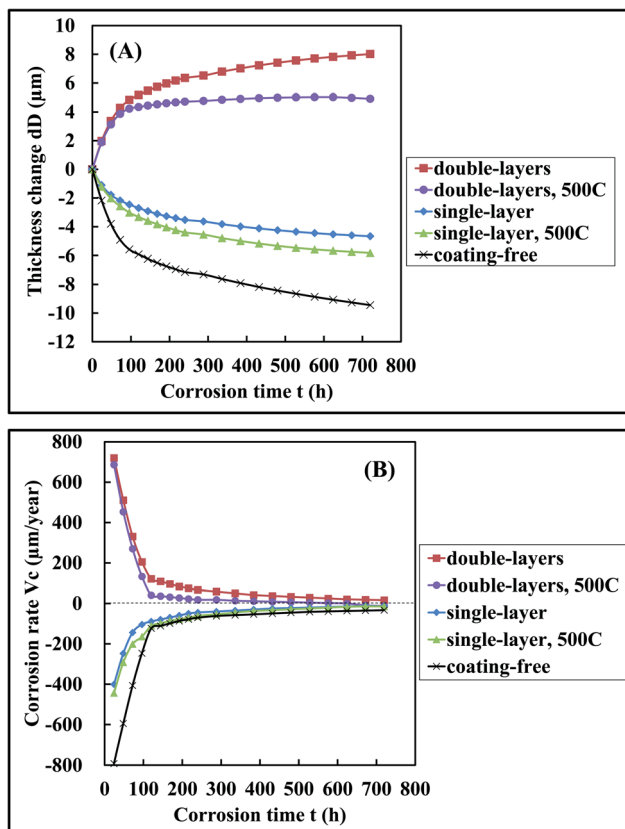 (A)
Thickness change dD (μm)
10
8
6
4
2
0
-2
-4
-6
-8
-10
-12
0 100 200 300 400 500 600 700 800
Corrosion time t (h)
double-layers
double-layers, 500C
single-layer
single-layer, 500C
coating-free
(B)
Corrosion rate Vc (μm/year)
800
600
400
200
0
-200
-400
-600
-800
0 100 200 300 400 500 600 700 800
Corrosion time t (h)
double-layers
double-layers, 500C
single-layer
single-layer, 500C
coating-free